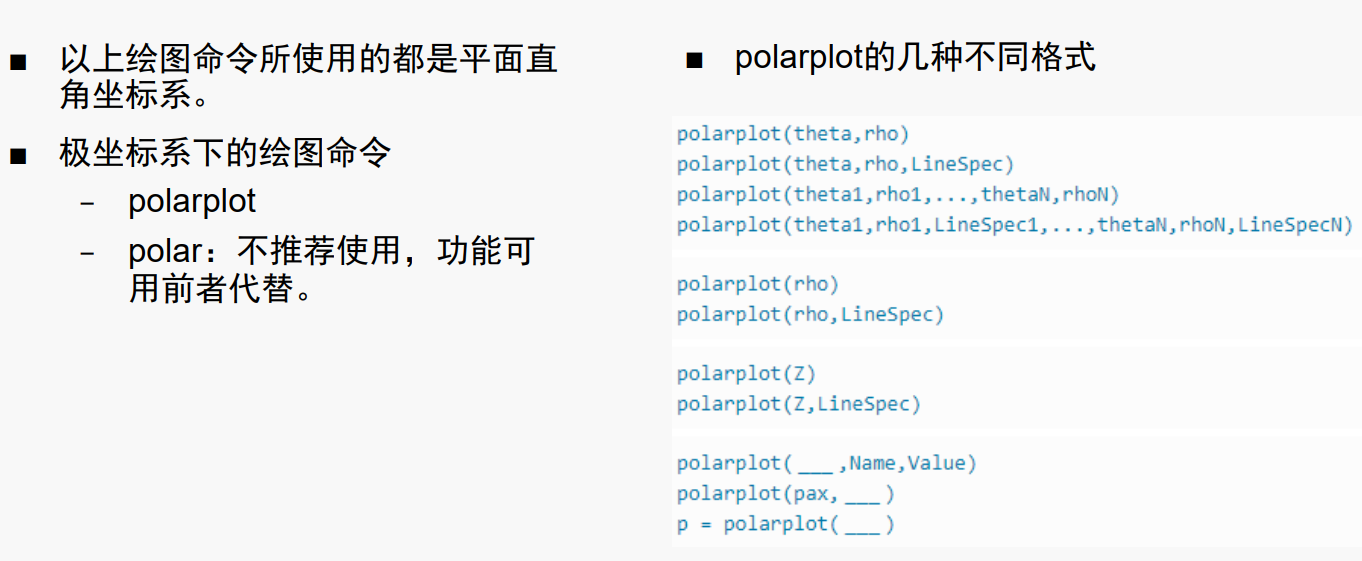 ■ 以上绘图命令所使用的都是平面直
角坐标系。
■ 极坐标系下的绘图命令
– polarplot
– polar：不推荐使用，功能可
用前者代替。
■ polarplot的几种不同格式
polarplot(theta,rho)
polarplot(theta,rho,LineSpec)
polarplot(theta1,rho1,...,thetaN,rhoN)
polarplot(theta1,rho1,LineSpec1,...,thetaN,rhoN,LineSpecN)
polarplot(rho)
polarplot(rho,LineSpec)
polarplot(Z)
polarplot(Z,LineSpec)
polarplot(___,Name,Value)
polarplot(pax,___)
p = polarplot(___)